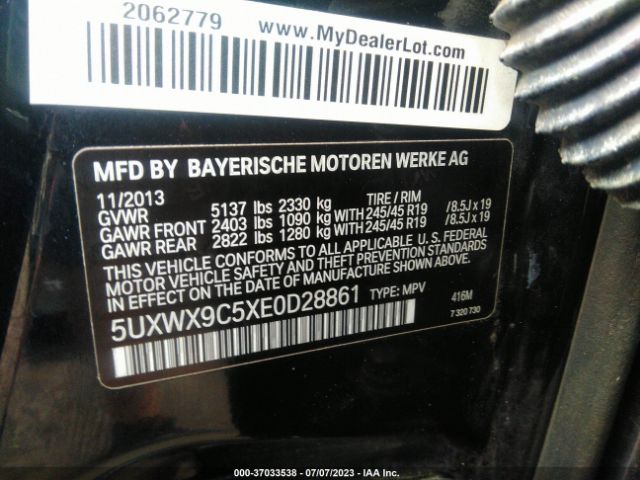 2062779
www.MyDealerLot.com
MFD BY BAYERISCHE MOTOREN WERKE AG
11/2013 TIRE / RIM
GVWR 5137 lbs 2330 kg
GAWR FRONT 2403 lbs 1090 kg WITH 245/45 R19 /8.5J x 19
GAWR REAR 2822 lbs 1280 kg WITH 245/45 R19 /8.5J x 19
THIS VEHICLE CONFORMS TO ALL APPLICABLE U. S. FEDERAL
MOTOR VEHICLE SAFETY AND THEFT PREVENTION STANDARDS
IN EFFECT ON THE DATE OF MANUFACTURE SHOWN ABOVE.
5UXWX9C5XE0D28861 TYPE: MPV 416M
7 320 730
000-37033538 - 07/07/2023 - IAA Inc.